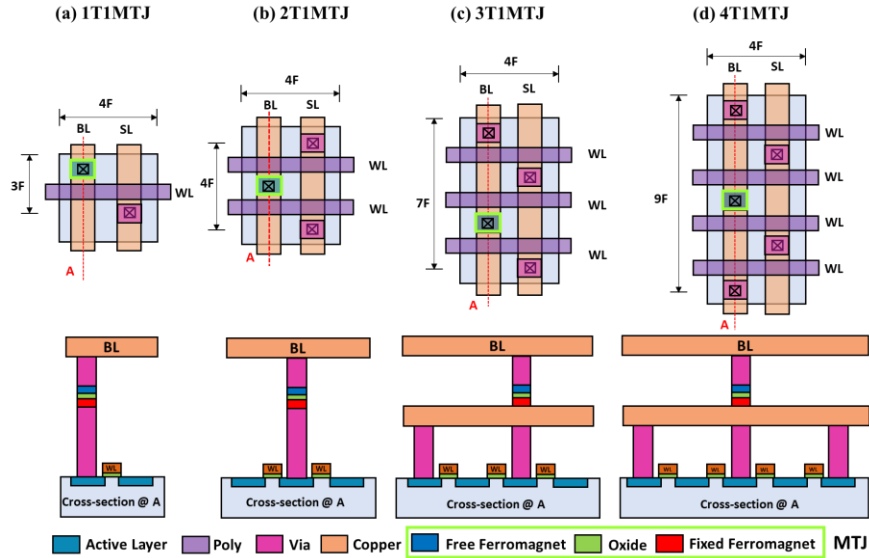 (a) 1T1MTJ
(b) 2T1MTJ
(c) 3T1MTJ
(d) 4T1MTJ
4F
BL
SL
3F
WL
A
4F
BL
SL
4F
WL
WL
A
4F
BL
SL
7F
WL
WL
WL
A
4F
BL
SL
9F
WL
WL
WL
WL
A
BL
WL
Cross-section @ A
BL
WL
WL
Cross-section @ A
BL
WL
WL
WL
Cross-section @ A
BL
WL
WL
WL
WL
Cross-section @ A
Active Layer
Poly
Via
Copper
Free Ferromagnet
Oxide
Fixed Ferromagnet
MTJ